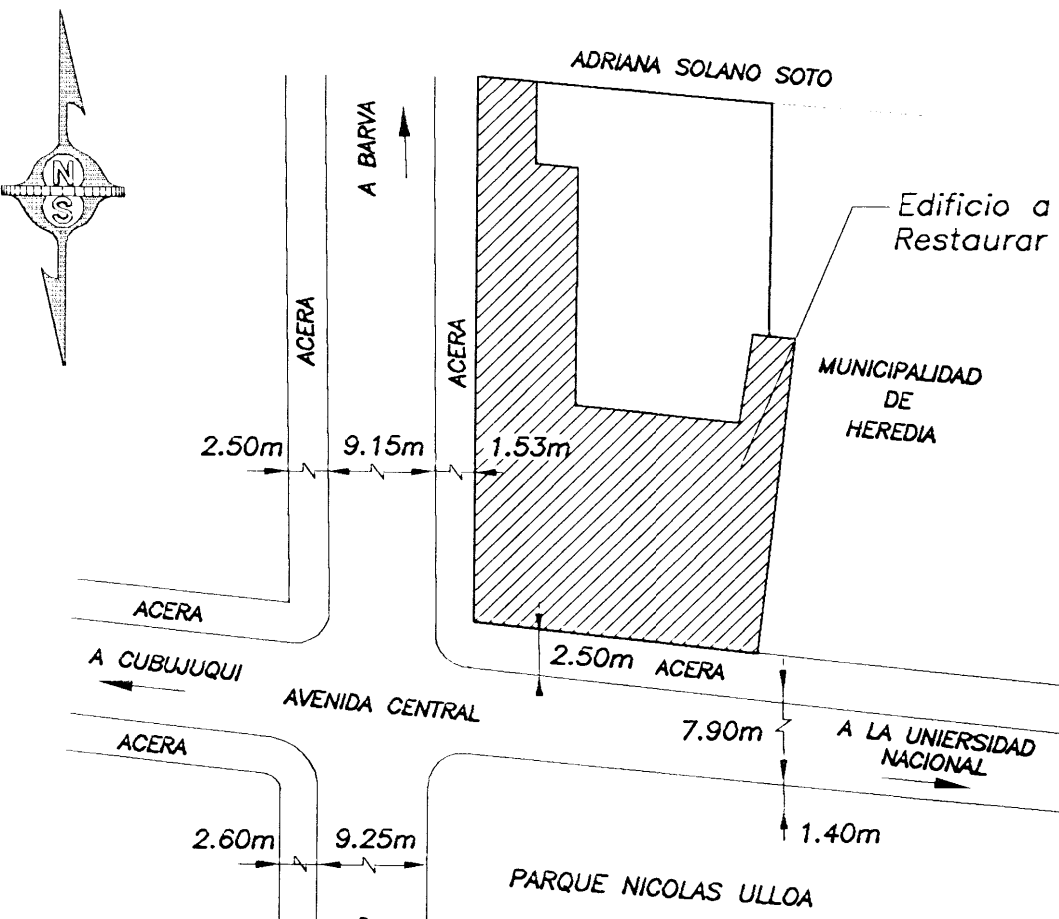 ADRIANA SOLANO SOTO
A BARVA
N
S
Edificio a
Restaurar
ACERA
ACERA
MUNICIPALIDAD
DE
HEREDIA
2.50m
9.15m
1.53m
ACERA
2.50m
ACERA
A CUBUJUQUI
AVENIDA CENTRAL
7.90m
A LA UNIERSIDAD
NACIONAL
ACERA
2.60m
9.25m
1.40m
PARQUE NICOLAS ULLOA